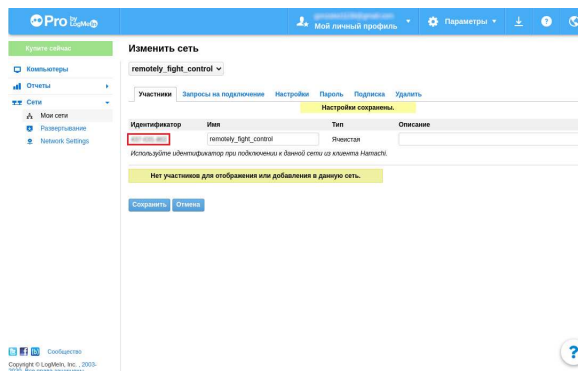 Pro by LogMeIn
Мой личный профиль
Параметры
?
Купите сейчас
Изменить сеть
Компьютеры
remotely_fight_control
Отчеты
Участники Запросы на подключение Настройки Пароль Подписка Удалить
Сети
Настройки сохранены.
Мои сети
Идентификатор Имя Тип Описание
Развертывание
remotely_fight_control Ячеистая
Network Settings
Используйте идентификатор при подключении к данной сети из клиента Hamachi.
Нет участников для отображения или добавления в данную сеть.
Сохранить Отмена
Сообщество
?
Copyright © LogMeIn, Inc. , 2003-